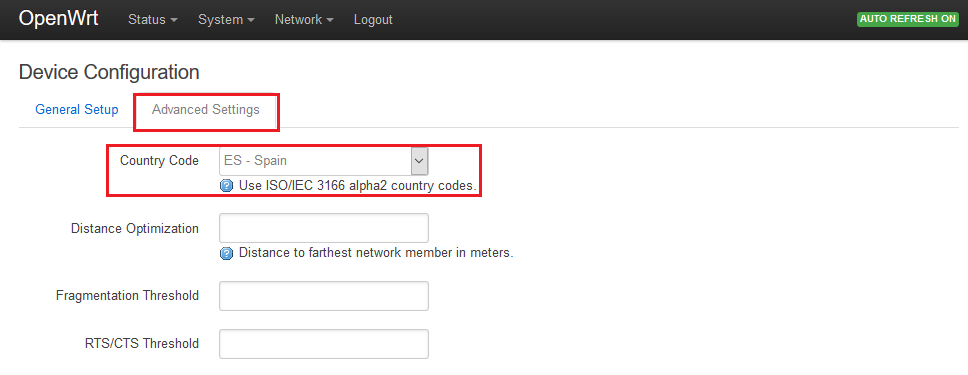 OpenWrt Status System Network Logout AUTO REFRESH ON
Device Configuration
General Setup Advanced Settings
Country Code ES - Spain
Use ISO/IEC 3166 alpha2 country codes.
Distance Optimization
Distance to farthest network member in meters.
Fragmentation Threshold
RTS/CTS Threshold